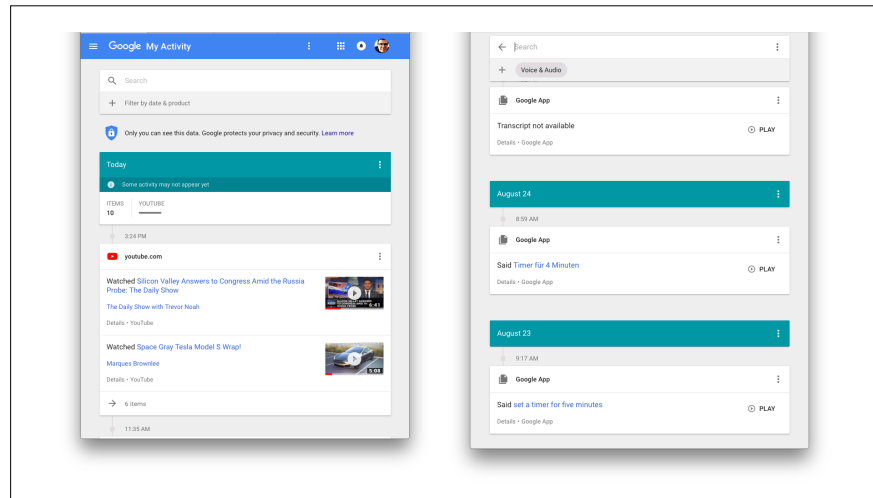 Google My Activity
Search
Filter by date & product
Only you can see this data. Google protects your privacy and security. Learn more
Today
Some activity may not appear yet
ITEMS
10
YOUTUBE
3:24 PM
youtube.com
Watched Silicon Valley Answers to Congress Amid the Russia
Probe: The Daily Show
The Daily Show with Trevor Noah
Details • YouTube
6:41
Watched Space Gray Tesla Model S Wrap!
Marques Brownlee
Details • YouTube
5:08
6 items
11:35 AM
Search
Voice & Audio
Google App
Transcript not available
PLAY
Details • Google App
August 24
8:59 AM
Google App
Said Timer für 4 Minuten
PLAY
Details • Google App
August 23
9:17 AM
Google App
Said set a timer for five minutes
PLAY
Details • Google App